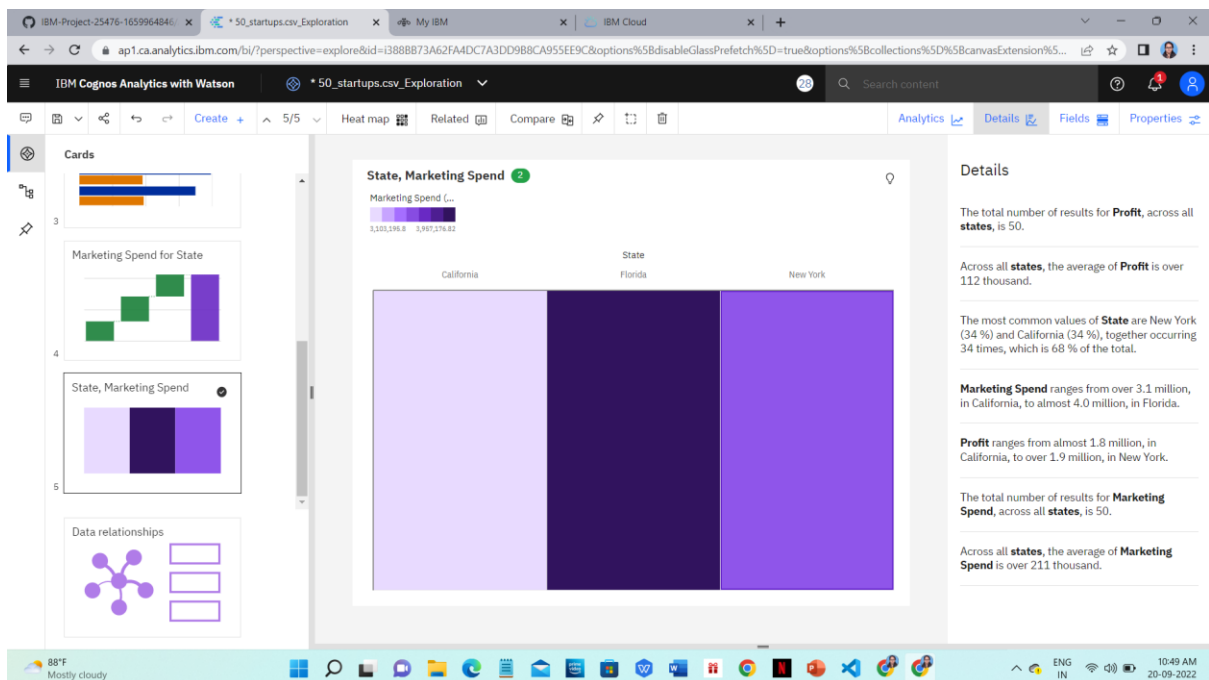 IBM-Project-25476-1659964846/
* 50_startups.csv_Exploration
My IBM
IBM Cloud
ap1.ca.analytics.ibm.com/bi/?perspective=explore&id=i388BB73A62FA4DC7A3DD9B8CA955EE9C&options%5BdisableGlassPrefetch%5D=true&options%5Bcollections%5D%5BcanvasExtension%5...
IBM Cognos Analytics with Watson
* 50_startups.csv_Exploration
28
Search content
1
Create +
5/5
Heat map
Related
Compare
Analytics
Details
Fields
Properties
Cards
3
Marketing Spend for State
4
State, Marketing Spend
5
Data relationships
State, Marketing Spend 2
Marketing Spend (...
3,103,195.8 3,957,176.82
State
California Florida New York
Details
The total number of results for Profit, across all
states, is 50.
Across all states, the average of Profit is over
112 thousand.
The most common values of State are New York
(34 %) and California (34 %), together occurring
34 times, which is 68 % of the total.
Marketing Spend ranges from over 3.1 million,
in California, to almost 4.0 million, in Florida.
Profit ranges from almost 1.8 million, in
California, to over 1.9 million, in New York.
The total number of results for Marketing
Spend, across all states, is 50.
Across all states, the average of Marketing
Spend is over 211 thousand.
88°F
Mostly cloudy
ENG
IN
10:49 AM
20-09-2022